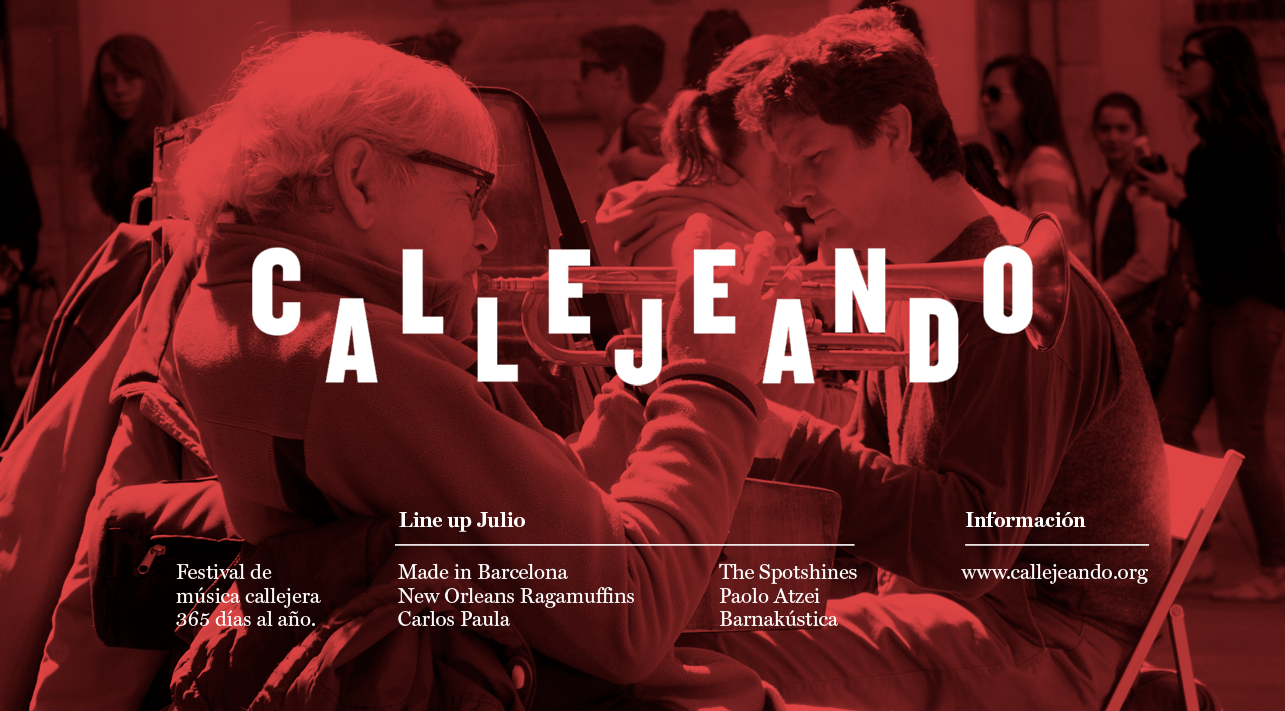 CALLEJEANDO
Line up Julio
Información
Festival de
música callejera
365 días al año.
Made in Barcelona
New Orleans Ragamuffins
Carlos Paula
The Spotshines
Paolo Atzei
Barnakústica
www.callejeando.org